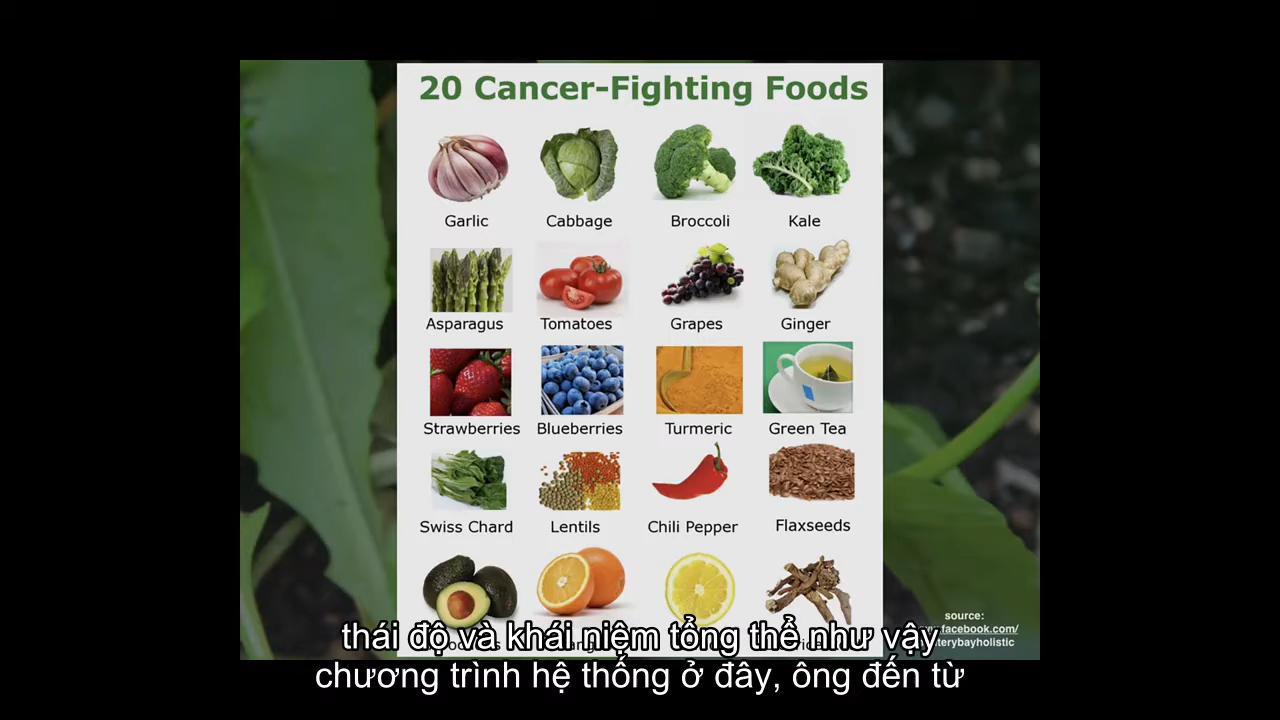 20 Cancer-Fighting Foods
Garlic Cabbage Broccoli Kale
Asparagus Tomatoes Grapes Ginger
Strawberries Blueberries Turmeric Green Tea
Swiss Chard Lentils Chili Pepper Flaxseeds
source:
facebook.com/
thái độ và khái niệm tổng thể như vậy
chương trình hệ thống ở đây, ông đến từ